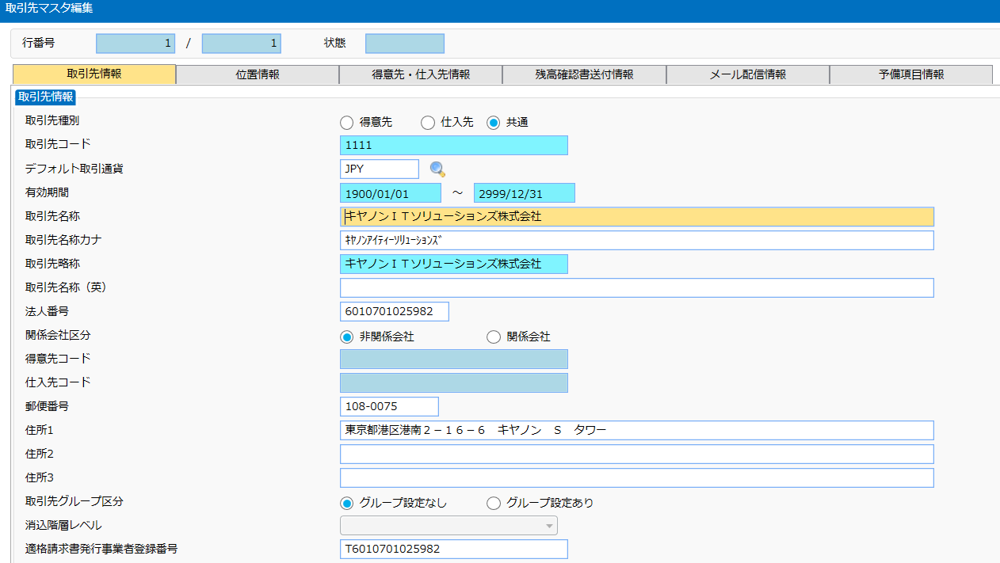 取引先マスタ編集
行番号 1 / 1 状態
取引先情報 位置情報 得意先・仕入先情報 残高確認書送付情報 メール配信情報 予備項目情報
取引先情報
取引先種別 得意先 仕入先 共通
取引先コード 1111
デフォルト取引通貨 JPY
有効期間 1900/01/01 ～ 2999/12/31
取引先名称 キヤノンＩＴソリューションズ株式会社
取引先名称カナ ｷﾔﾉﾝｱｲﾃｨｰｿﾘｭｰｼｮﾝｽﾞ
取引先略称 キヤノンＩＴソリューションズ株式会社
取引先名称（英）
法人番号 6010701025982
関係会社区分 非関係会社 関係会社
得意先コード
仕入先コード
郵便番号 108-0075
住所1 東京都港区港南２－１６－６　キヤノン　Ｓ　タワー
住所2
住所3
取引先グループ区分 グループ設定なし グループ設定あり
消込階層レベル
適格請求書発行事業者登録番号 T6010701025982